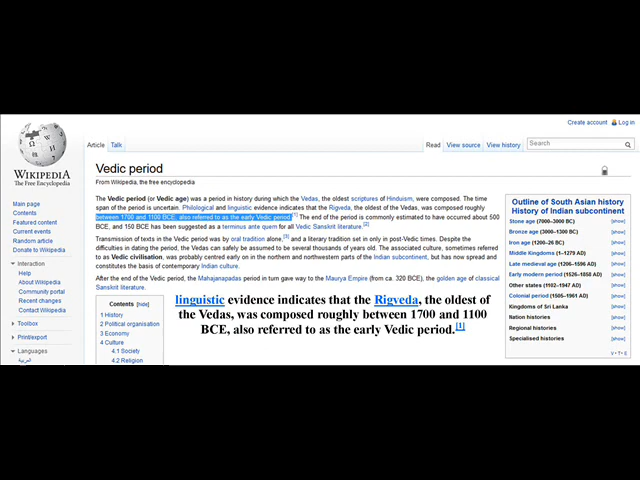 Create account Log in
WIKIPEDIA
The Free Encyclopedia
Main page
Contents
Featured content
Current events
Random article
Donate to Wikipedia
Interaction
Help
About Wikipedia
Community portal
Recent changes
Contact Wikipedia
Toolbox
Print/export
Languages
العربية
Article Talk
Read View source View history
Search
Vedic period
From Wikipedia, the free encyclopedia
The Vedic period (or Vedic age) was a period in history during which the Vedas, the oldest scriptures of Hinduism, were composed. The time
span of the period is uncertain. Philological and linguistic evidence indicates that the Rigveda, the oldest of the Vedas, was composed roughly
between 1700 and 1100 BCE, also referred to as the early Vedic period.[1] The end of the period is commonly estimated to have occurred about 500
BCE, and 150 BCE has been suggested as a terminus ante quem for all Vedic Sanskrit literature.[2]
Transmission of texts in the Vedic period was by oral tradition alone,[3] and a literary tradition set in only in post-Vedic times. Despite the
difficulties in dating the period, the Vedas can safely be assumed to be several thousands of years old. The associated culture, sometimes referred
to as Vedic civilisation, was probably centred early on in the northern and northwestern parts of the Indian subcontinent, but has now spread and
constitutes the basis of contemporary Indian culture.
After the end of the Vedic period, the Mahajanapadas period in turn gave way to the Maurya Empire (from ca. 320 BCE), the golden age of classical
Sanskrit literature.
Contents [hide]
1 History
2 Political organisation
3 Economy
4 Culture
4.1 Society
4.2 Religion
linguistic evidence indicates that the Rigveda, the oldest of
the Vedas, was composed roughly between 1700 and 1100
BCE, also referred to as the early Vedic period.[1]
Outline of South Asian history
History of Indian subcontinent
Stone age (7000–3000 BC) [show]
Bronze age (3000–1300 BC) [show]
Iron age (1200–26 BC) [show]
Middle Kingdoms (1–1279 AD) [show]
Late medieval age (1206–1596 AD) [show]
Early modern period (1526–1858 AD) [show]
Other states (1102–1947 AD) [show]
Colonial period (1505–1961 AD) [show]
Kingdoms of Sri Lanka [show]
Nation histories [show]
Regional histories [show]
Specialised histories [show]
V · T · E